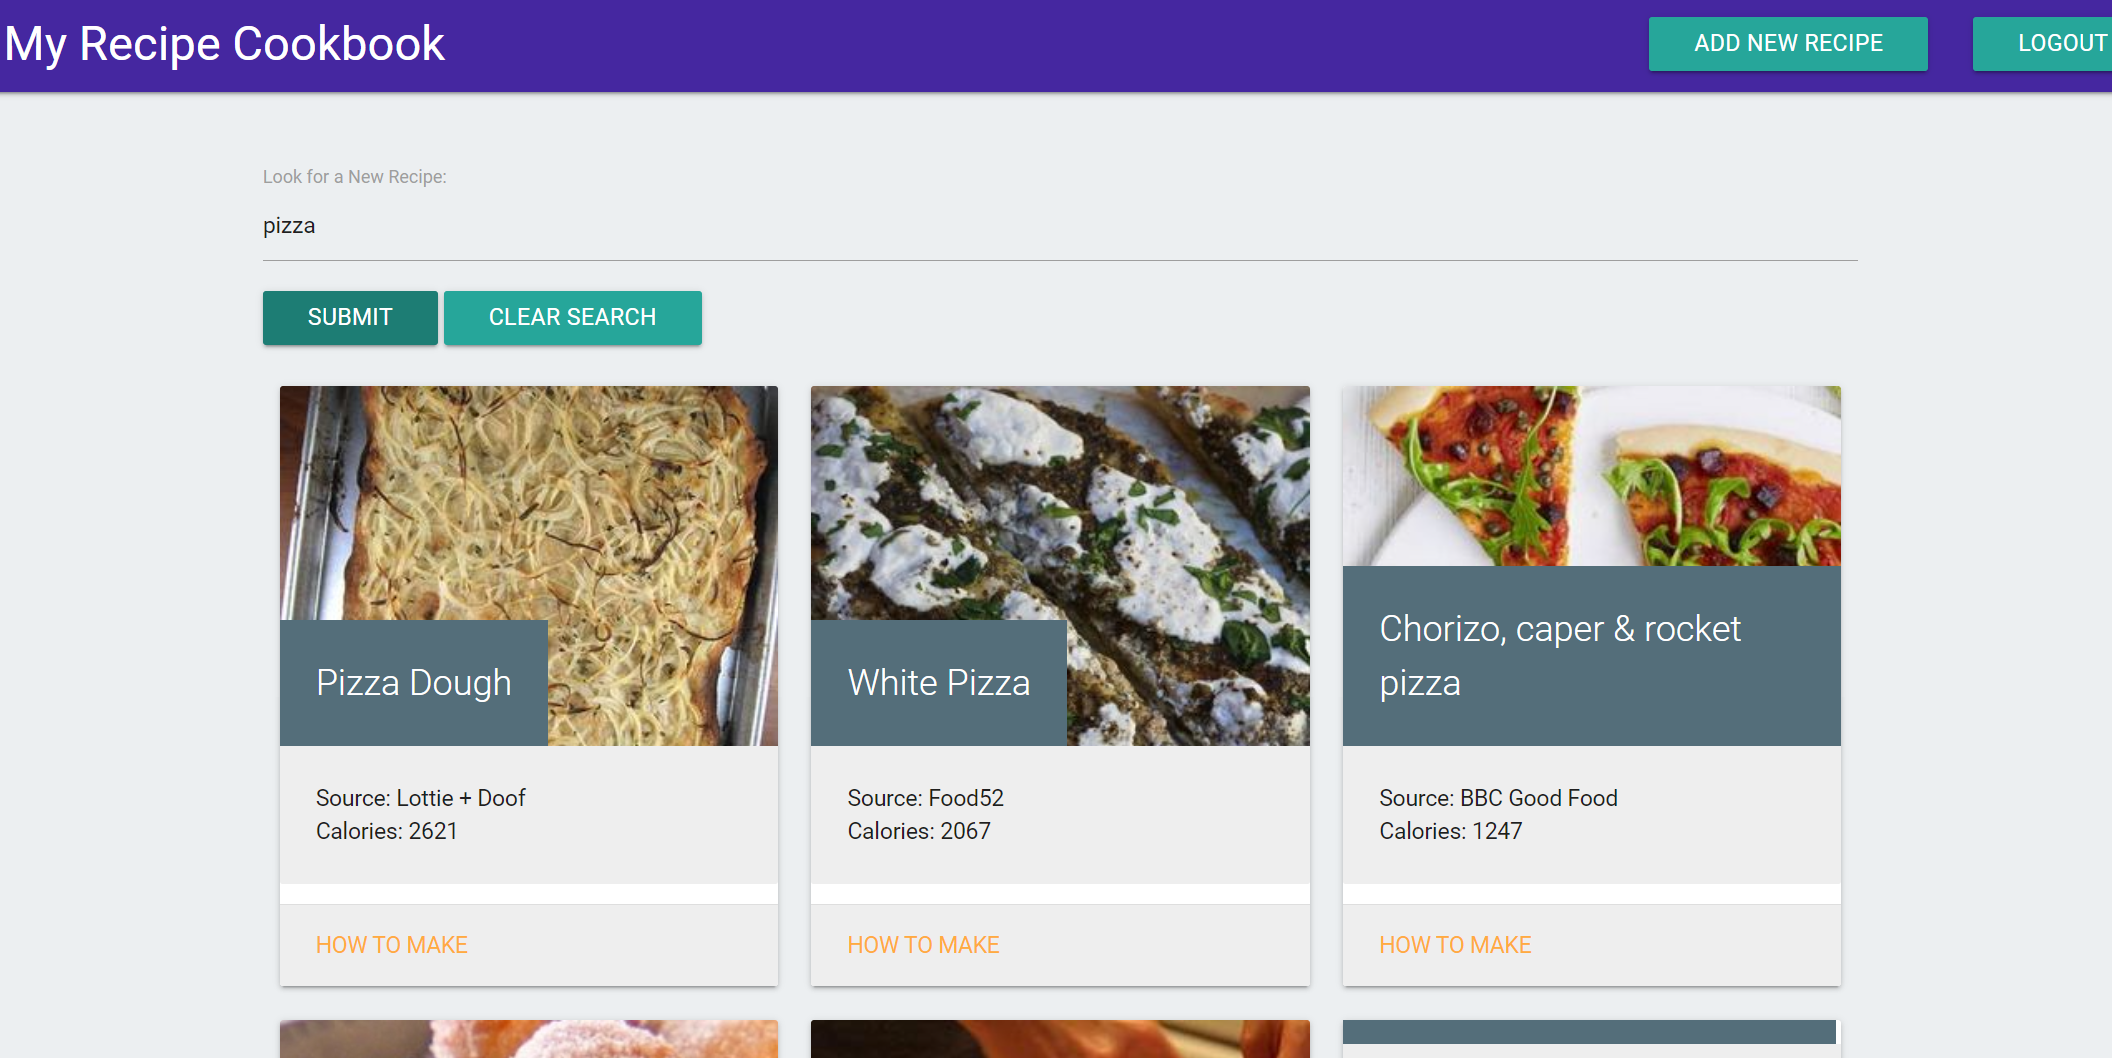 My Recipe Cookbook
ADD NEW RECIPE
LOGOUT
Look for a New Recipe:
pizza
SUBMIT
CLEAR SEARCH
Pizza Dough
Source: Lottie + Doof
Calories: 2621
HOW TO MAKE
White Pizza
Source: Food52
Calories: 2067
HOW TO MAKE
Chorizo, caper & rocket
pizza
Source: BBC Good Food
Calories: 1247
HOW TO MAKE